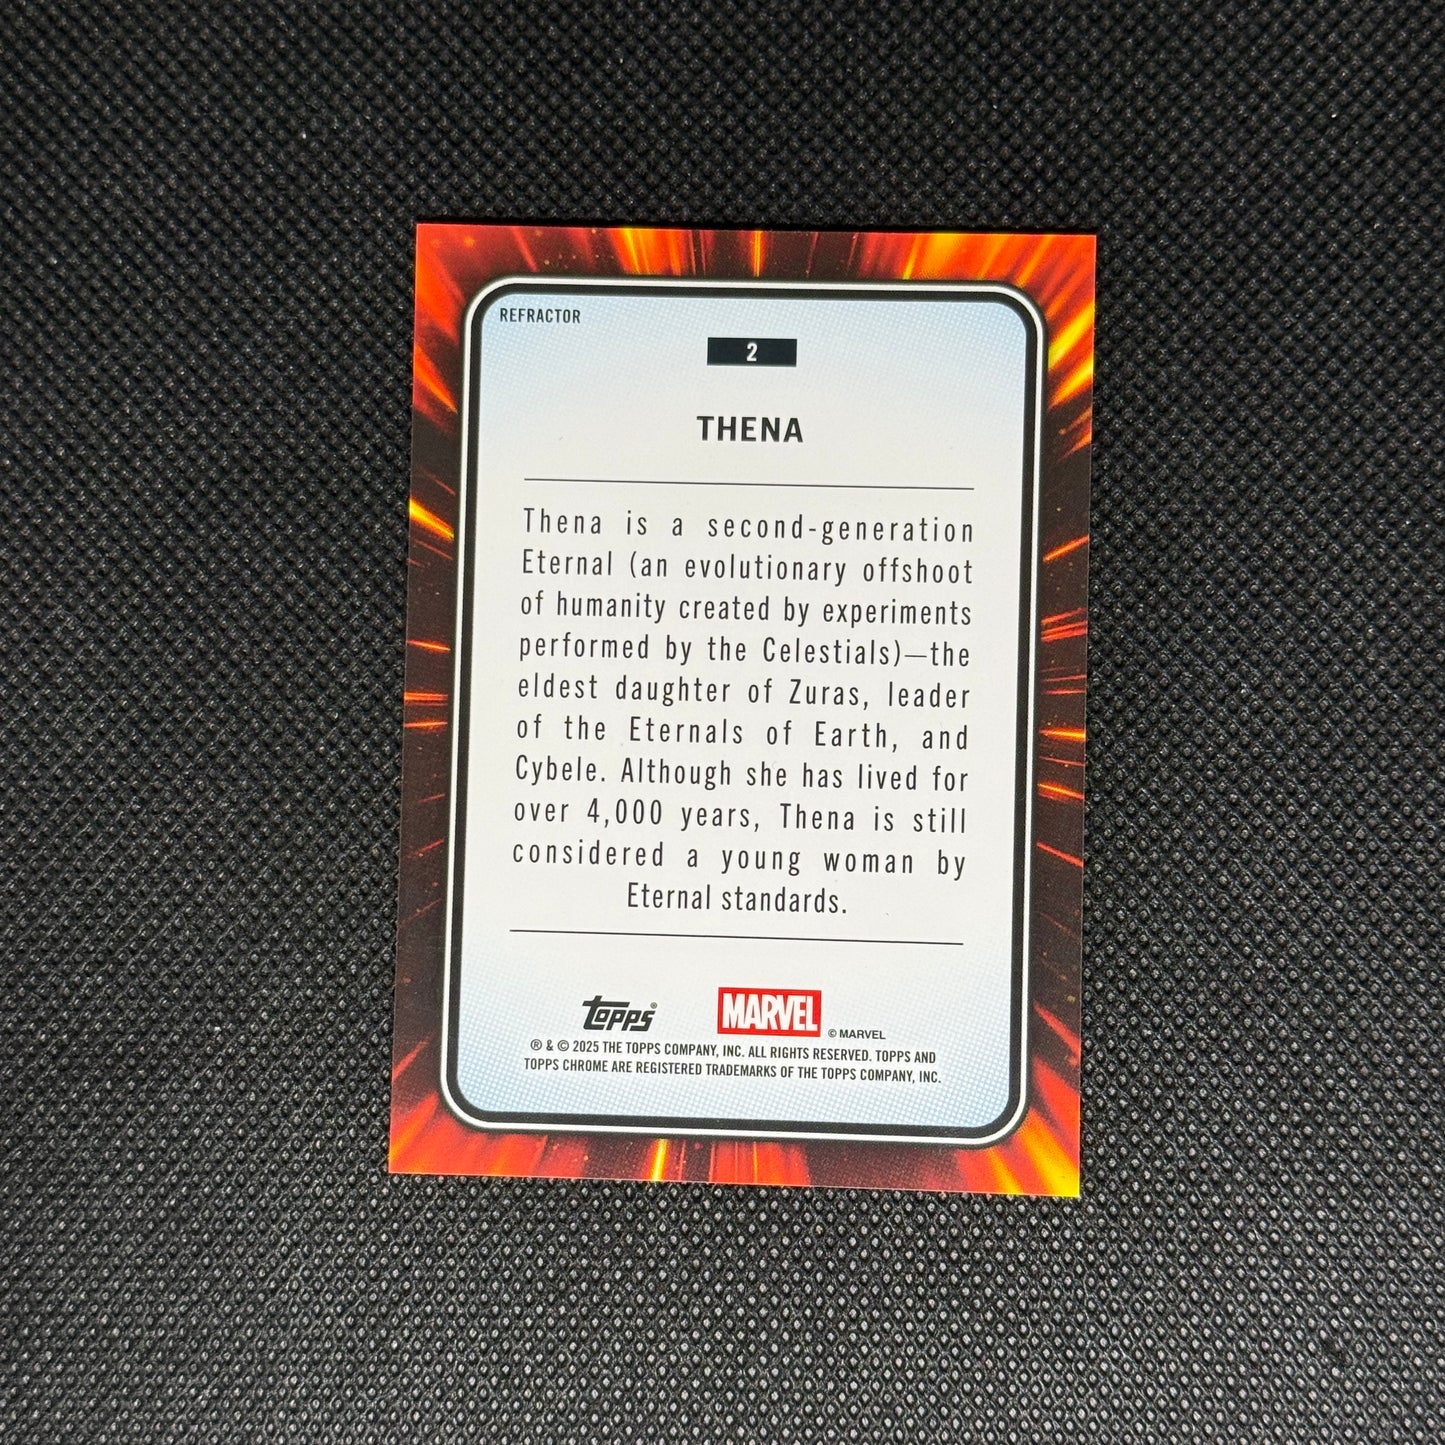 REFRACTOR
2
THENA
Thena is a second-generation
Eternal (an evolutionary offshoot
of humanity created by experiments
performed by the Celestials)—the
eldest daughter of Zuras, leader
of the Eternals of Earth, and
Cybele. Although she has lived for
over 4,000 years, Thena is still
considered a young woman by
Eternal standards.
Topps®
MARVEL © MARVEL
® & © 2025 THE TOPPS COMPANY, INC. ALL RIGHTS RESERVED. TOPPS AND
TOPPS CHROME ARE REGISTERED TRADEMARKS OF THE TOPPS COMPANY, INC.